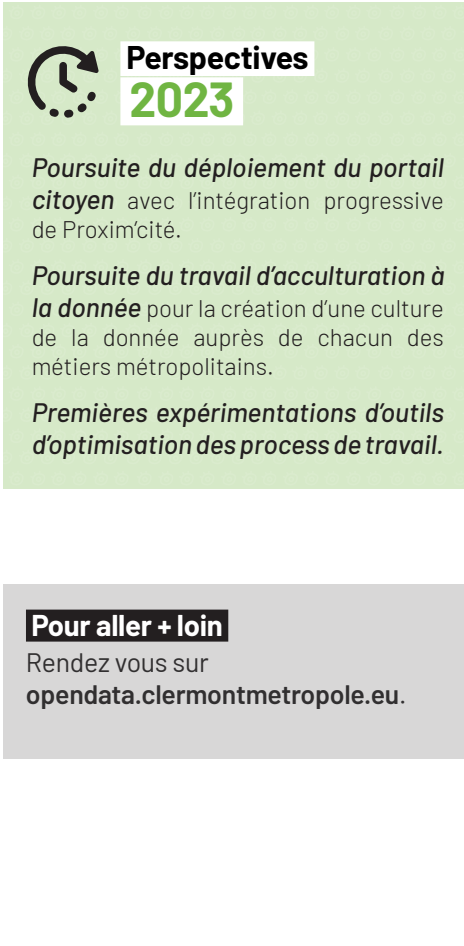 Perspectives
2023
Poursuite du déploiement du portail
citoyen avec l’intégration progressive
de Proxim’cité.
Poursuite du travail d’acculturation à
la donnée pour la création d’une culture
de la donnée auprès de chacun des
métiers métropolitains.
Premières expérimentations d’outils
d’optimisation des process de travail.
Pour aller + loin
Rendez vous sur
opendata.clermontmetropole.eu.